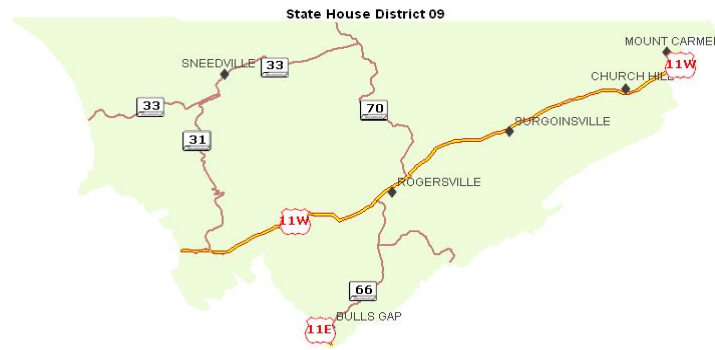 State House District 09
MOUNT CARMEL
11W
SNEEDVILLE
33
CHURCH HILL
33
70
SURGOINSVILLE
31
ROGERSVILLE
11W
66
BULLS GAP
11E